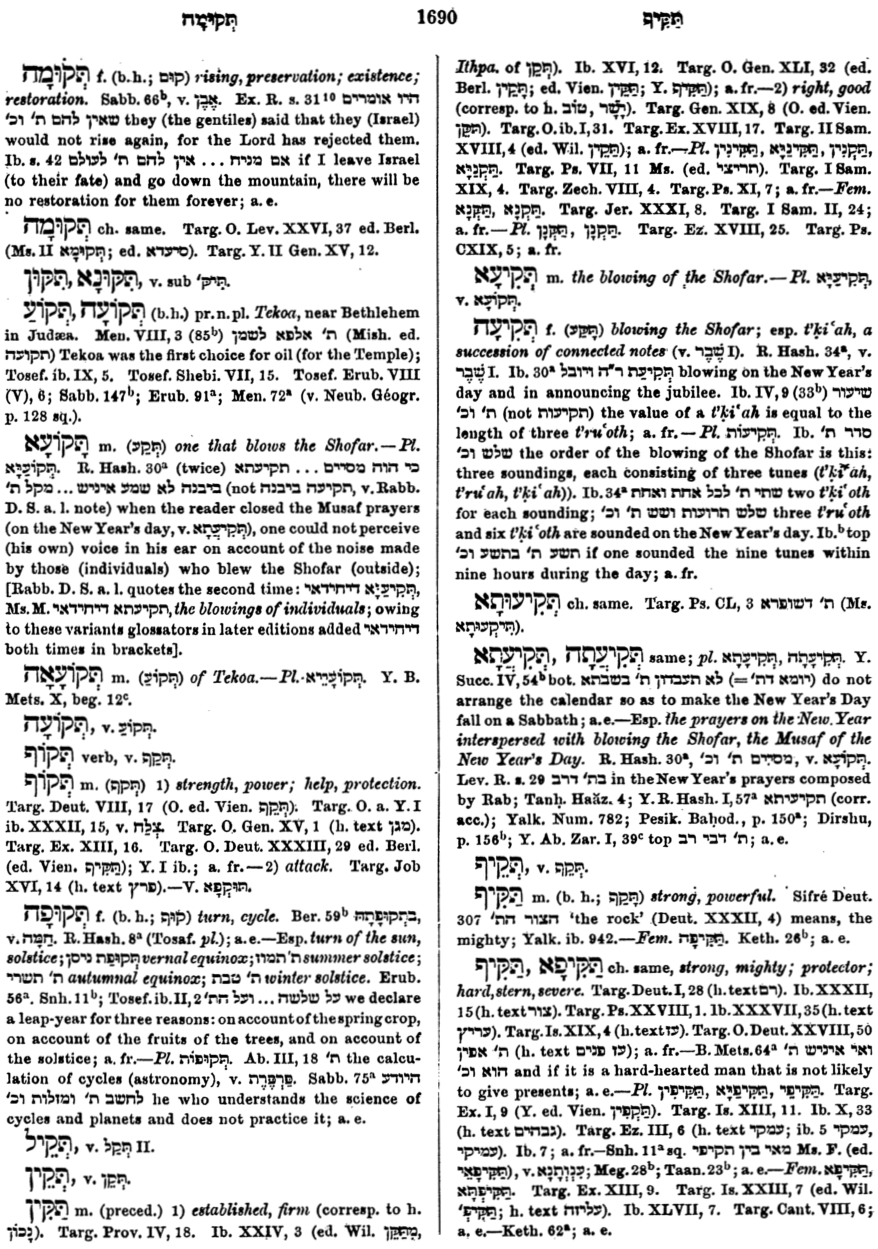 תְּקוּמָה
1690
תַּקִּיף
תְּקוּמָה f. (b. h.; קוּם) rising, preservation; existence;
restoration. Sabb. 66ᵇ, v. אֶבֶן. Ex. R. s. 31¹⁰ היו אומרים
שאין להם ת' וכ' they (the gentiles) said that they (Israel)
would not rise again, for the Lord has rejected them.
Ib. s. 42 אם מניח ... אין להם ת' לעולם if I leave Israel
(to their fate) and go down the mountain, there will be
no restoration for them forever; a. e.
תְּקוּמָה ch. same. Targ. O. Lev. XXVI, 37 ed. Berl.
(Ms. II תְּקוּמָא; ed. סיעדא). Targ. Y. II Gen. XV, 12.
תִּקּוּנָא, תִּקּוּן, v. sub תיק'.
תְּקוֹעָה, תְּקוֹעַ (b. h.) pr. n. pl. Tekoa, near Bethlehem
in Judæa. Men. VIII, 3 (85ᵇ) ת' אלפא לשמן (Mish. ed.
תקועה) Tekoa was the first choice for oil (for the Temple);
Tosef. ib. IX, 5. Tosef. Shebi. VII, 15. Tosef. Erub. VIII
(V), 6; Sabb. 147ᵇ; Erub. 91ᵃ; Men. 72ᵃ (v. Neub. Géogr.
p. 128 sq.).
תָּקוֹעָא m. (תְּקַע) one that blows the Shofar.—Pl.
תָּקוֹעַיָּא. R. Hash. 30ᵃ (twice) כי הוה מסיים ... תקיעתא
ביבנה לא שמע איניש ... מקל ת' (not תקיעה ביבנה, v. Rabb.
D. S. a. l. note) when the reader closed the Musaf prayers
(on the New Year's day, v. תְּקִיעֲתָא), one could not perceive
(his own) voice in his ear on account of the noise made
by those (individuals) who blew the Shofar (outside);
[Rabb. D. S. a. l. quotes the second time: תְּקִיעַיָּא דיחידאי,
Ms. M. תקיעתא דיחידאי, the blowings of individuals; owing
to these variants glossators in later editions added דיחידאי
both times in brackets].
תְּקוֹעָאָה m. (תְּקוֹעַ) of Tekoa.—Pl. תְּקוֹעָיֵּיא. Y. B.
Mets. X, beg. 12ᶜ.
תְּקוֹעָה, v. תְּקוֹעַ.
תְּקוֹף verb, v. תְּקֵף.
תְּקוֹף m. (תקף) 1) strength, power; help, protection.
Targ. Deut. VIII, 17 (O. ed. Vien. תְּקֵף). Targ. O. a. Y. I
ib. XXXII, 15, v. צְלַח. Targ. O. Gen. XV, 1 (h. text מגן).
Targ. Ex. XIII, 16. Targ. O. Deut. XXXIII, 29 ed. Berl.
(ed. Vien. תַּקִּיף); Y. I ib.; a. fr.—2) attack. Targ. Job
XVI, 14 (h. text פרץ).—V. תּוּקְפָא.
תְּקוּפָה f. (b. h.; קוּף) turn, cycle. Ber. 59ᵇ בִּתְקוּפָתָהּ,
v. חַמָּה. R. Hash. 8ᵃ (Tosaf. pl.); a. e.—Esp. turn of the sun,
solstice; תְּקוּפַת ניסן vernal equinox; ת' תמוז summer solstice;
ת' תשרי autumnal equinox; ת' טבת winter solstice. Erub.
56ᵃ. Snh. 11ᵇ; Tosef. ib. II, 2 על שלשה ... ועל הת' we declare
a leap-year for three reasons: on account of the spring crop,
on account of the fruits of the trees, and on account of
the solstice; a. fr.—Pl. תְּקוּפוֹת. Ab. III, 18 ת' the calcu-
lation of cycles (astronomy), v. פַּרְפֶּרֶת. Sabb. 75ᵃ היודע
לחשב ת' ומזלות וכ' he who understands the science of
cycles and planets and does not practice it; a. e.
תְּקִיל, v. תְּקַל II.
תְּקֵין, v. תְּקֵן.
תַּקִּין m. (preced.) 1) established, firm (corresp. to h.
נָכוֹן). Targ. Prov. IV, 18. Ib. XXIV, 3 (ed. Wil. מְתַקַּן,
Ithpa. of תְּקֵן). Ib. XVI, 12. Targ. O. Gen. XLI, 32 (ed.
Berl. תְּקֵין; ed. Vien. תַּקִּין; Y. תַּקִּיף); a. fr.—2) right, good
(corresp. to h. יָשָׁר, טוֹב). Targ. Gen. XIX, 8 (O. ed. Vien.
תקן). Targ. O. ib. I, 31. Targ. Ex. XVIII, 17. Targ. II Sam.
XVIII, 4 (ed. Wil. תְּקֵין); a. fr.—Pl. תַּקִּינִין, תַּקִּינַיָּא, תַּקְנִין,
תַּקְנַיָּא. Targ. Ps. VII, 11 Ms. (ed. תריצי). Targ. I Sam.
XIX, 4. Targ. Zech. VIII, 4. Targ. Ps. XI, 7; a. fr.—Fem.
תַּקְנָא, תַּקְּנָא. Targ. Jer. XXXI, 8. Targ. I Sam. II, 24;
a. fr.—Pl. תַּקְנָן, תַּקְּנָן. Targ. Ez. XVIII, 25. Targ. Ps.
CXIX, 5; a. fr.
תְּקִיעָא m. the blowing of the Shofar.—Pl. תְּקִיעַיָּא,
v. תָּקוֹעָא.
תְּקִיעָה f. (תָּקַע) blowing the Shofar; esp. t'ḳi'ah, a
succession of connected notes (v. שֶׁבֶר I). R. Hash. 34ᵃ, v.
שֶׁבֶר I. Ib. 30ᵃ תְּקִיעַת ר"ה ויובל blowing on the New Year's
day and in announcing the jubilee. Ib. IV, 9 (33ᵇ) שיעור
ת' וכ' (not תקיעות) the value of a t'ḳi'ah is equal to the
length of three t'ru'oth; a. fr.—Pl. תְּקִיעוֹת. Ib. סדר ת'
שלש וכ' the order of the blowing of the Shofar is this:
three soundings, each consisting of three tunes (t'ḳi'ah,
t'ru'ah, t'ḳi'ah)). Ib. 34ᵃ שתי ת' לכל אחת ואחת two t'ḳi'oth
for each sounding; שלש תרועות ושש ת' וכ' three t'ru'oth
and six t'ḳi'oth are sounded on the New Year's day. Ib.ᵇ top
תשע ת' בתשע וכ' if one sounded the nine tunes within
nine hours during the day; a. fr.
תְּקִיעוּתָא ch. same. Targ. Ps. CL, 3 ת' דשופרא (Ms.
תיקעותא).
תְּקִיעֲתָה, תְּקִיעֲתָא same; pl. תְּקִיעָתָה, תְּקִיעָתָא. Y.
Succ. IV, 54ᵇ bot. לא תעבדון ת' בשבתא (=יומא דת') do not
arrange the calendar so as to make the New Year's Day
fall on a Sabbath; a. e.—Esp. the prayers on the New Year
interspersed with blowing the Shofar, the Musaf of the
New Year's Day. R. Hash. 30ᵃ, מסיים ת' וכ', v. תָּקוֹעָא.
Lev. R. s. 29 בת' דרב in the New Year's prayers composed
by Rab; Tanḥ. Haäz. 4; Y. R. Hash. I, 57ᵃ תקיעיתא (corr.
acc.); Yalk. Num. 782; Pesik. Baḥod., p. 150ᵃ; Dirshu,
p. 156ᵇ; Y. Ab. Zar. I, 39ᶜ top ת' דבי רב; a. e.
תְּקֵיף, v. תְּקֵף.
תַּקִּיף m. (b. h.; תָּקַף) strong, powerful. Sifré Deut.
307 הצור הת' 'the rock' (Deut. XXXII, 4) means, the
mighty; Yalk. ib. 942.—Fem. תַּקִּיפָה. Keth. 26ᵇ; a. e.
תַּקִּיפָא, תַּקִּיף ch. same, strong, mighty; protector;
hard, stern, severe. Targ. Deut. I, 28 (h. text רם). Ib. XXXII,
15 (h. text צור). Targ. Ps. XXVIII, 1. Ib. XXXVII, 35 (h. text
עריץ). Targ. Is. XIX, 4 (h. text עז). Targ. O. Deut. XXVIII, 50
ת' אפין (h. text עז פנים); a. fr.—B. Mets. 64ᵃ ואי איניש ת'
הוא וכ' and if it is a hard-hearted man that is not likely
to give presents; a. e.—Pl. תַּקִּיפִין, תַּקִּיפַיָּא, תַּקִּיפֵי. Targ.
Ex. I, 9 (Y. ed. Vien. תַּקְפִין). Targ. Is. XIII, 11. Ib. X, 33
(h. text גבהים). Targ. Ez. III, 6 (h. text עמקי; ib. 5 עמקי,
עמיקי). Ib. 7; a. fr.—Snh. 11ᵃ sq. מאי בין תקיפי Ms. F. (ed.
תַּקִּיפָאֵי), v. עִנְוְתָנָא; Meg. 28ᵇ; Taan. 23ᵇ; a. e.—Fem. תַּקִּיפָא,
תַּקִּיפְתָּא. Targ. Ex. XIII, 9. Targ. Is. XXIII, 7 (ed. Wil.
תַּקִּיפְ'; h. text עליזה). Ib. XLVII, 7. Targ. Cant. VIII, 6;
a. e.—Keth. 62ᵃ; a. e.